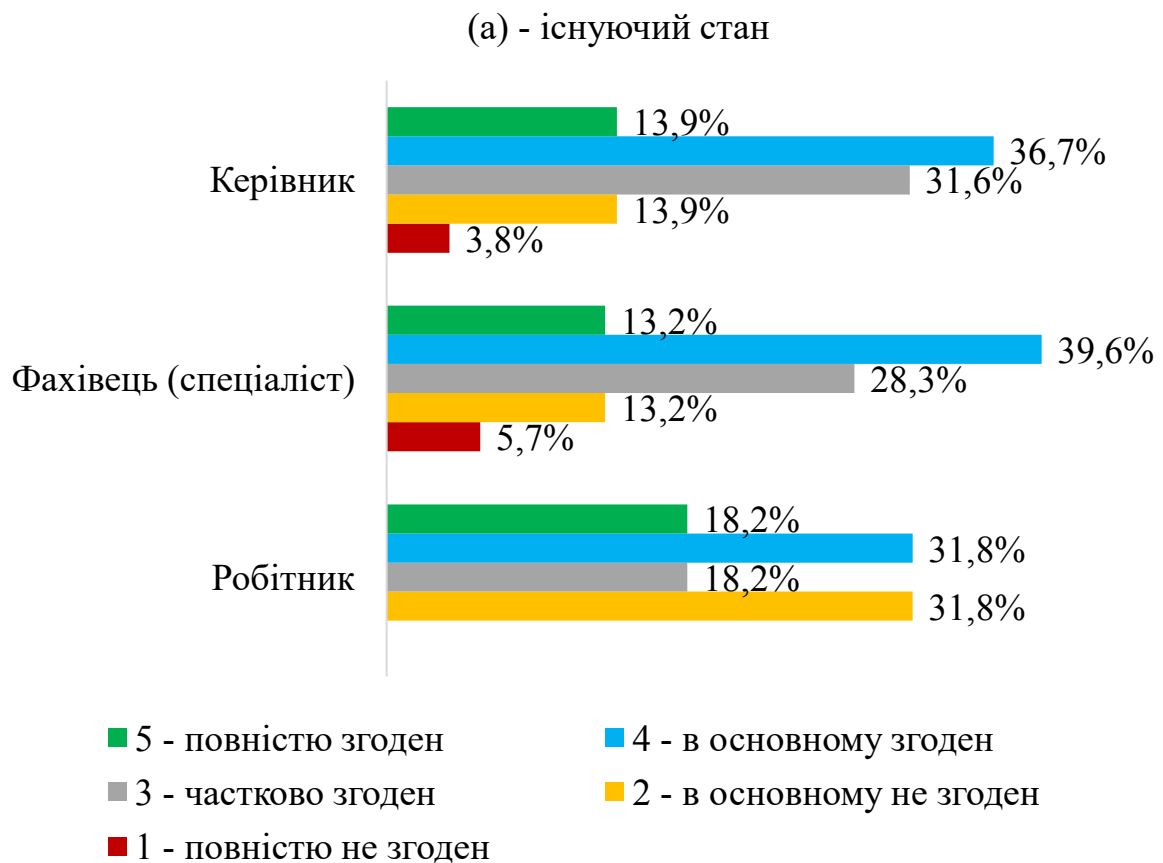 (а) - існуючий стан
13,9%
36,7%
Керівник
31,6%
13,9%
3,8%
13,2%
39,6%
Фахівець (спеціаліст)
28,3%
13,2%
5,7%
18,2%
31,8%
Робітник
18,2%
31,8%
5 - повністю згоден
4 - в основному згоден
3 - частково згоден
2 - в основному не згоден
1 - повністю не згоден